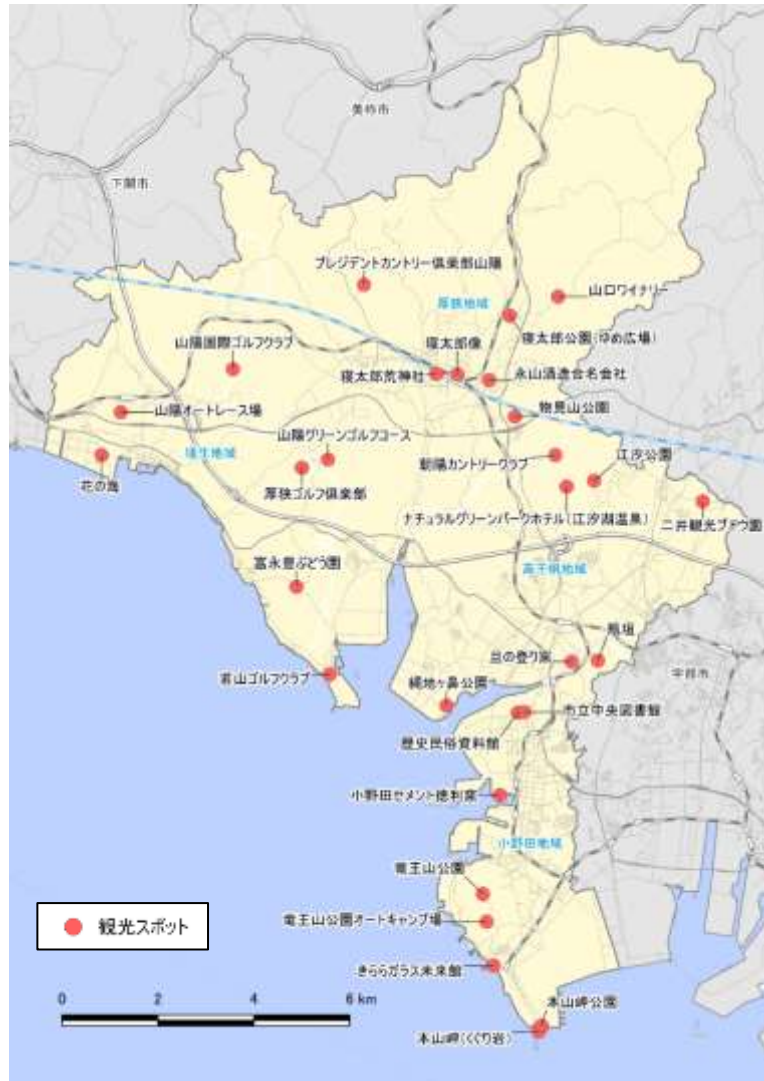 美祢市
下関市
プレジデントカントリー倶楽部山陽
山口ワイナリー
厚狭地域
寝太郎公園(ゆめ広場)
山陽国際ゴルフクラブ
寝太郎像
寝太郎荒神社
永山酒造合名会社
山陽オートレース場
物見山公園
山陽グリーンゴルフコース
埴生地域
朝陽カントリークラブ
江汐公園
花の海
厚狭ゴルフ倶楽部
ナチュラルグリーンパークホテル(江汐湖温泉)
二井観光ブドウ園
富永豊ぶどう園
高千帆地域
旦の登り窯
瓶垣
宇部市
若山ゴルフクラブ
縄地ヶ鼻公園
市立中央図書館
歴史民俗資料館
小野田セメント徳利窯
小野田地域
竜王山公園
観光スポット
竜王山公園オートキャンプ場
きららガラス未来館
0 2 4 6 km
本山岬公園
本山岬(くぐり岩)